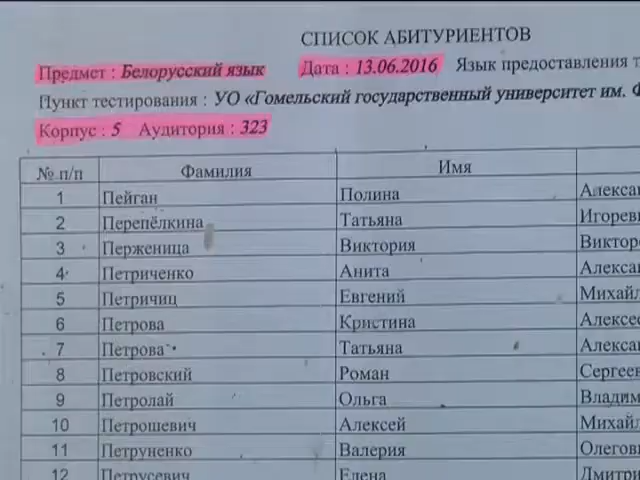 СПИСОК АБИТУРИЕНТОВ
Предмет : Белорусский язык Дата : 13.06.2016 Язык предоставления
Пункт тестирования : УО «Гомельский государственный университет им.
Корпус : 5 Аудитория : 323
№ п/п Фамилия Имя
1 Пейган Полина
2 Перепёлкина Татьяна
3 Перженица Виктория
4 Петриченко Анита
5 Петричиц Евгений
6 Петрова Кристина
7 Петрова Татьяна
8 Петровский Роман
9 Петролай Ольга
10 Петрошевич Алексей
11 Петруненко Валерия
12 Петрусевич Елена